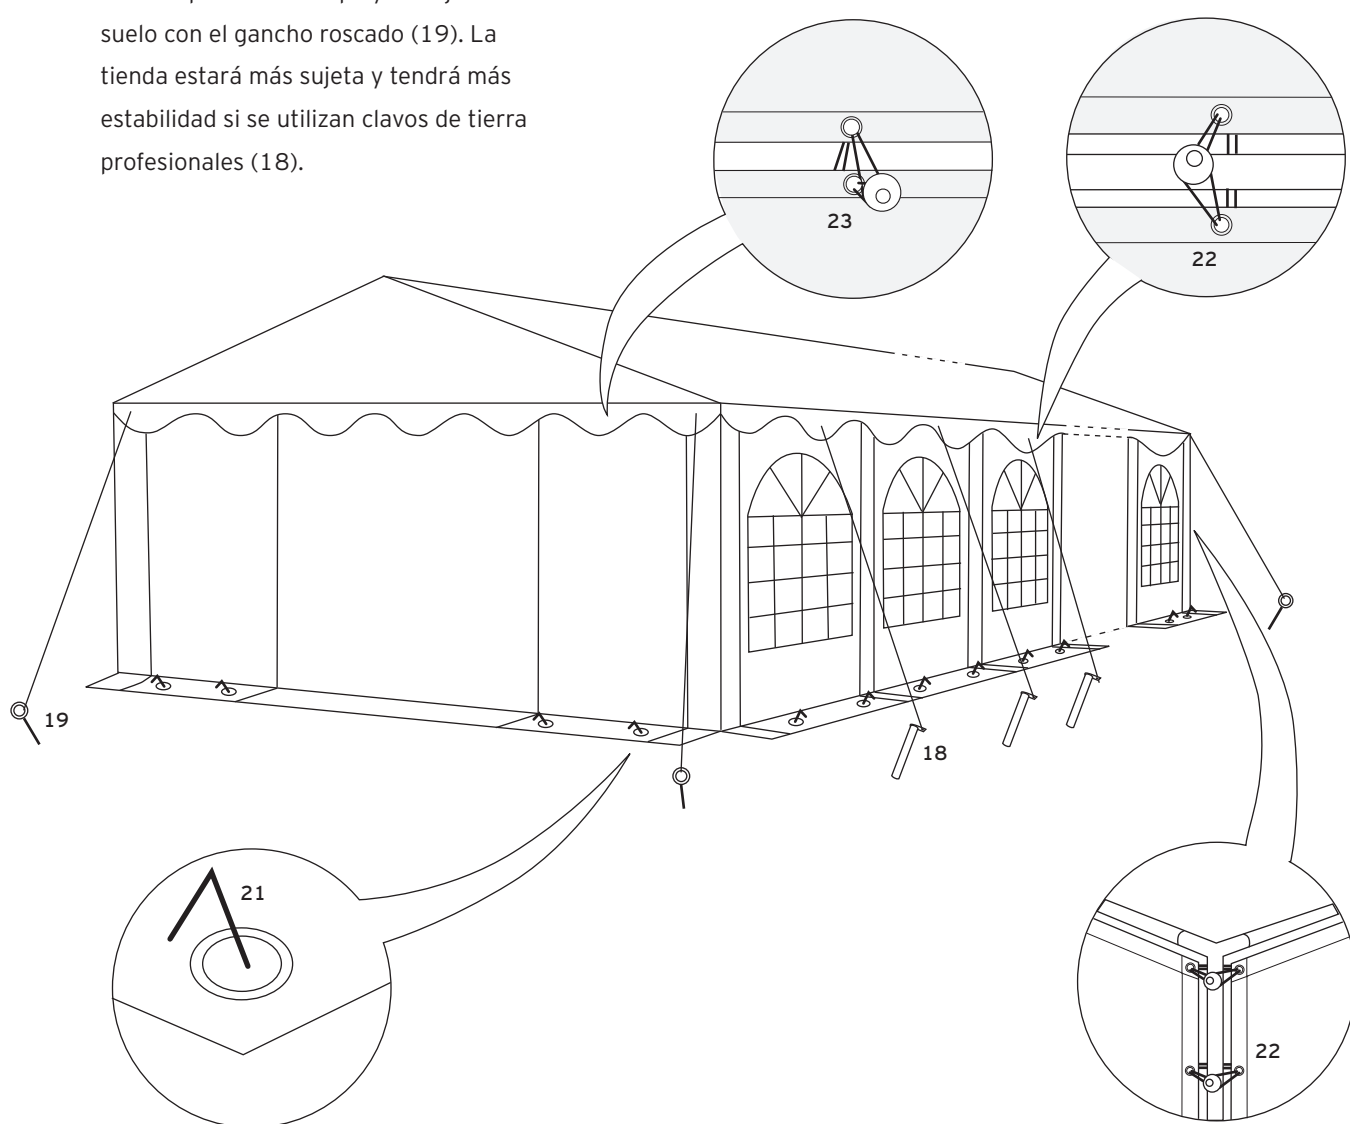 suelo con el gancho roscado (19). La
tienda estará más sujeta y tendrá más
estabilidad si se utilizan clavos de tierra
profesionales (18).
23
22
19
18
21
22